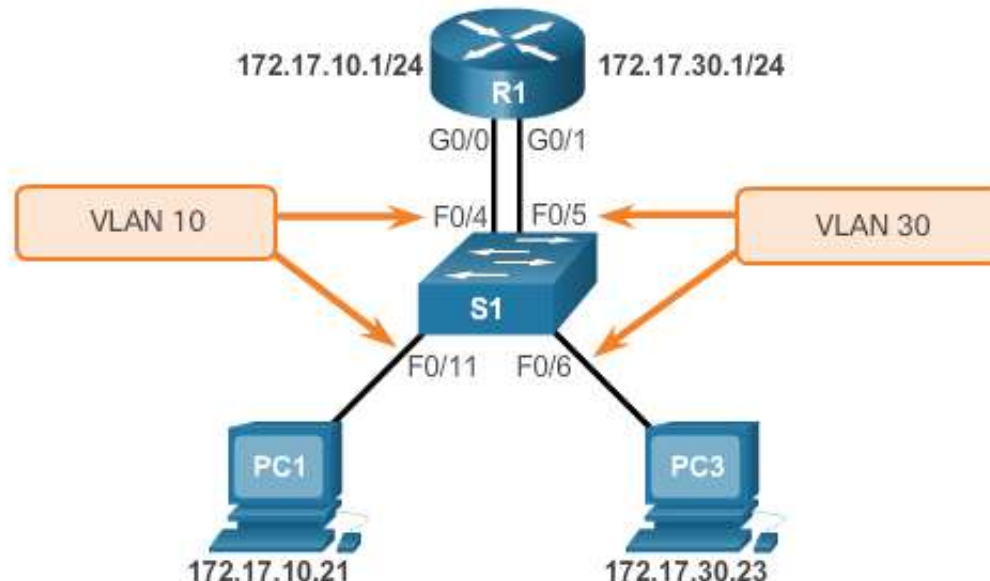 172.17.10.1/24
172.17.30.1/24
R1
G0/0
G0/1
VLAN 10
F0/4
F0/5
VLAN 30
S1
F0/11
F0/6
PC1
PC3
172.17.10.21
172.17.30.23